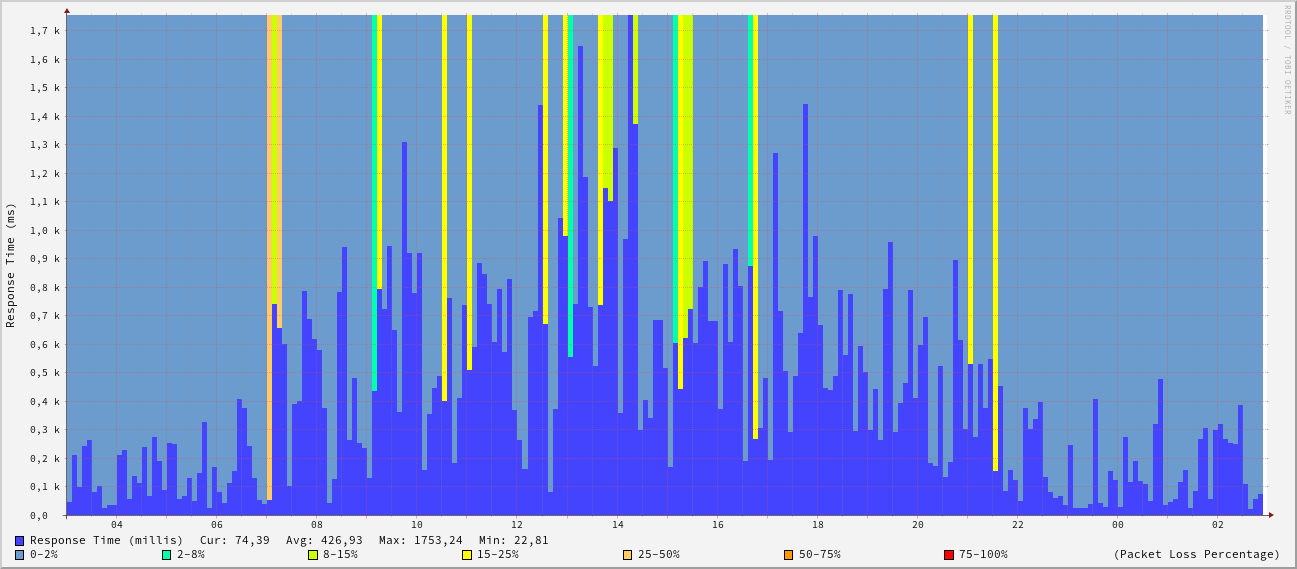 RRDTOOL / TOBI OETIKER
Response Time (ms)
1,7 k
1,6 k
1,5 k
1,4 k
1,3 k
1,2 k
1,1 k
1,0 k
0,9 k
0,8 k
0,7 k
0,6 k
0,5 k
0,4 k
0,3 k
0,2 k
0,1 k
0,0
04 06 08 10 12 14 16 18 20 22 00 02
Response Time (millis) Cur: 74,39 Avg: 426,93 Max: 1753,24 Min: 22,81
0-2% 2-8% 8-15% 15-25% 25-50% 50-75% 75-100% (Packet Loss Percentage)